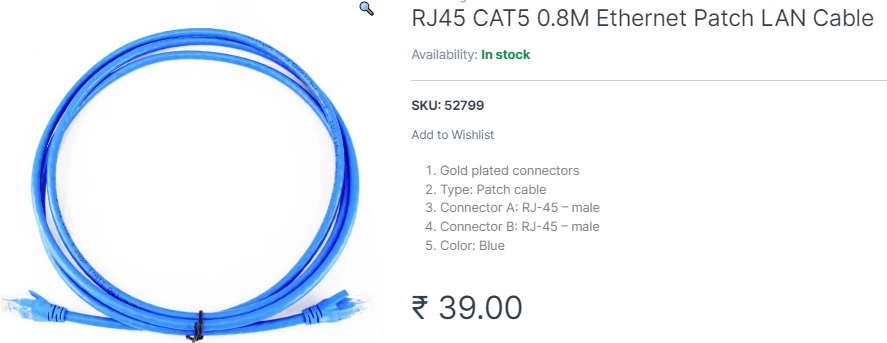 RJ45 CAT5 0.8M Ethernet Patch LAN Cable
Availability: In stock
SKU: 52799
Add to Wishlist
1. Gold plated connectors
2. Type: Patch cable
3. Connector A: RJ-45 – male
4. Connector B: RJ-45 – male
5. Color: Blue
₹ 39.00